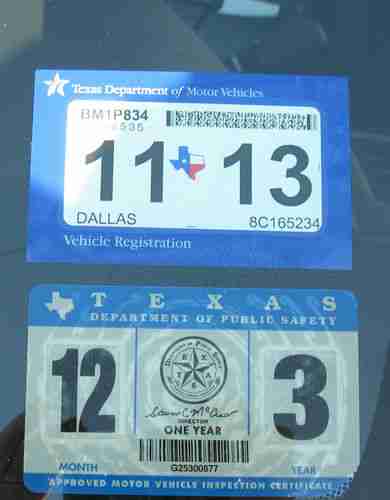 Texas Department of Motor Vehicles
BM1P834
11 13
DALLAS 8C165234
Vehicle Registration
TEXAS
DEPARTMENT OF PUBLIC SAFETY
12 3
DIRECTOR
ONE YEAR
G25300877
MONTH YEAR
APPROVED MOTOR VEHICLE INSPECTION CERTIFICATE